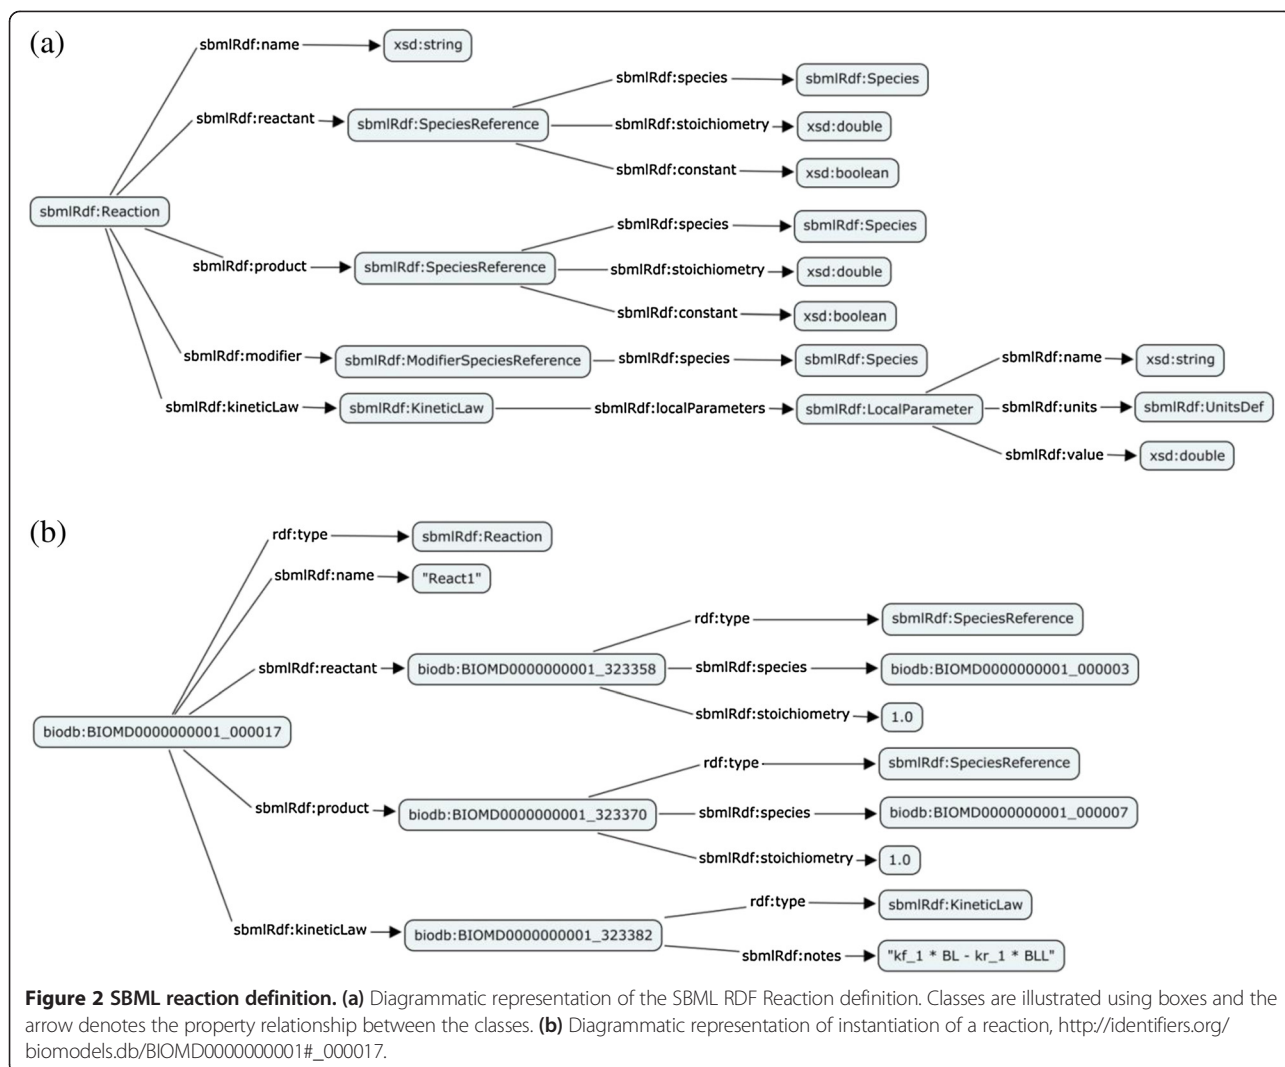 (a)
sbmlRdf:name xsd:string
sbmlRdf:species sbmlRdf:Species
sbmlRdf:reactant sbmlRdf:SpeciesReference sbmlRdf:stoichiometry xsd:double
sbmlRdf:constant xsd:boolean
sbmlRdf:Reaction
sbmlRdf:species sbmlRdf:Species
sbmlRdf:product sbmlRdf:SpeciesReference sbmlRdf:stoichiometry xsd:double
sbmlRdf:constant xsd:boolean
sbmlRdf:modifier sbmlRdf:ModifierSpeciesReference sbmlRdf:species sbmlRdf:Species sbmlRdf:name xsd:string
sbmlRdf:kineticLaw sbmlRdf:KineticLaw sbmlRdf:localParameters sbmlRdf:LocalParameter sbmlRdf:units sbmlRdf:UnitsDef
sbmlRdf:value xsd:double
(b)
rdf:type sbmlRdf:Reaction
sbmlRdf:name "React1"
rdf:type sbmlRdf:SpeciesReference
sbmlRdf:reactant biodb:BIOMD0000000001_323358 sbmlRdf:species biodb:BIOMD0000000001_000003
sbmlRdf:stoichiometry 1.0
biodb:BIOMD0000000001_000017
rdf:type sbmlRdf:SpeciesReference
sbmlRdf:product biodb:BIOMD0000000001_323370 sbmlRdf:species biodb:BIOMD0000000001_000007
sbmlRdf:stoichiometry 1.0
rdf:type sbmlRdf:KineticLaw
sbmlRdf:kineticLaw biodb:BIOMD0000000001_323382
sbmlRdf:notes "kf_1 * BL - kr_1 * BLL"
Figure 2 SBML reaction definition. (a) Diagrammatic representation of the SBML RDF Reaction definition. Classes are illustrated using boxes and the
arrow denotes the property relationship between the classes. (b) Diagrammatic representation of instantiation of a reaction, http://identifiers.org/
biomodels.db/BIOMD0000000001#_000017.